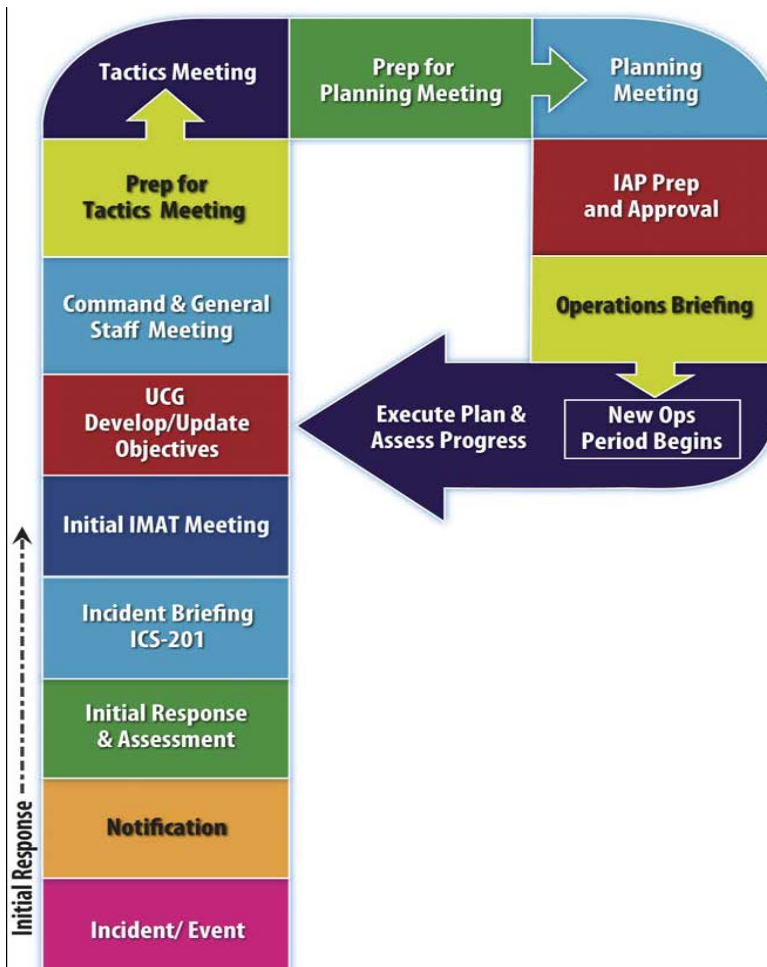 Tactics Meeting
Prep for
Planning Meeting
Planning
Meeting
Prep for
Tactics Meeting
IAP Prep
and Approval
Command & General
Staff Meeting
Operations Briefing
UCG
Develop/Update
Objectives
Execute Plan &
Assess Progress
New Ops
Period Begins
Initial IMAT Meeting
Incident Briefing
ICS-201
Initial Response
& Assessment
Notification
Incident/ Event
Initial Response